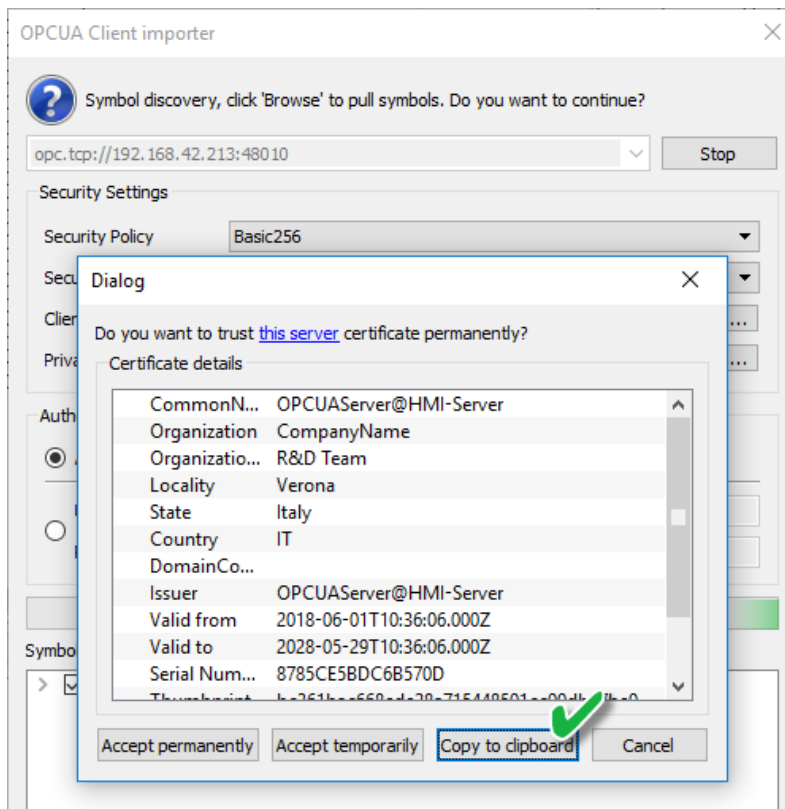 OPCUA Client importer
Symbol discovery, click 'Browse' to pull symbols. Do you want to continue?
opc.tcp://192.168.42.213:48010
Stop
Security Settings
Security Policy Basic256
Secu
Dialog
Clien
...
Do you want to trust this server certificate permanently?
Priva
...
Certificate details
CommonN... OPCUAServer@HMI-Server
Auth
Organization CompanyName
Organizatio... R&D Team
Locality Verona
State Italy
Country IT
DomainCo...
Issuer OPCUAServer@HMI-Server
Valid from 2018-06-01T10:36:06.000Z
Valid to 2028-05-29T10:36:06.000Z
Symbo
Serial Num... 8785CE5BDC6B570D
Thumbprint
Accept permanently Accept temporarily Copy to clipboard Cancel